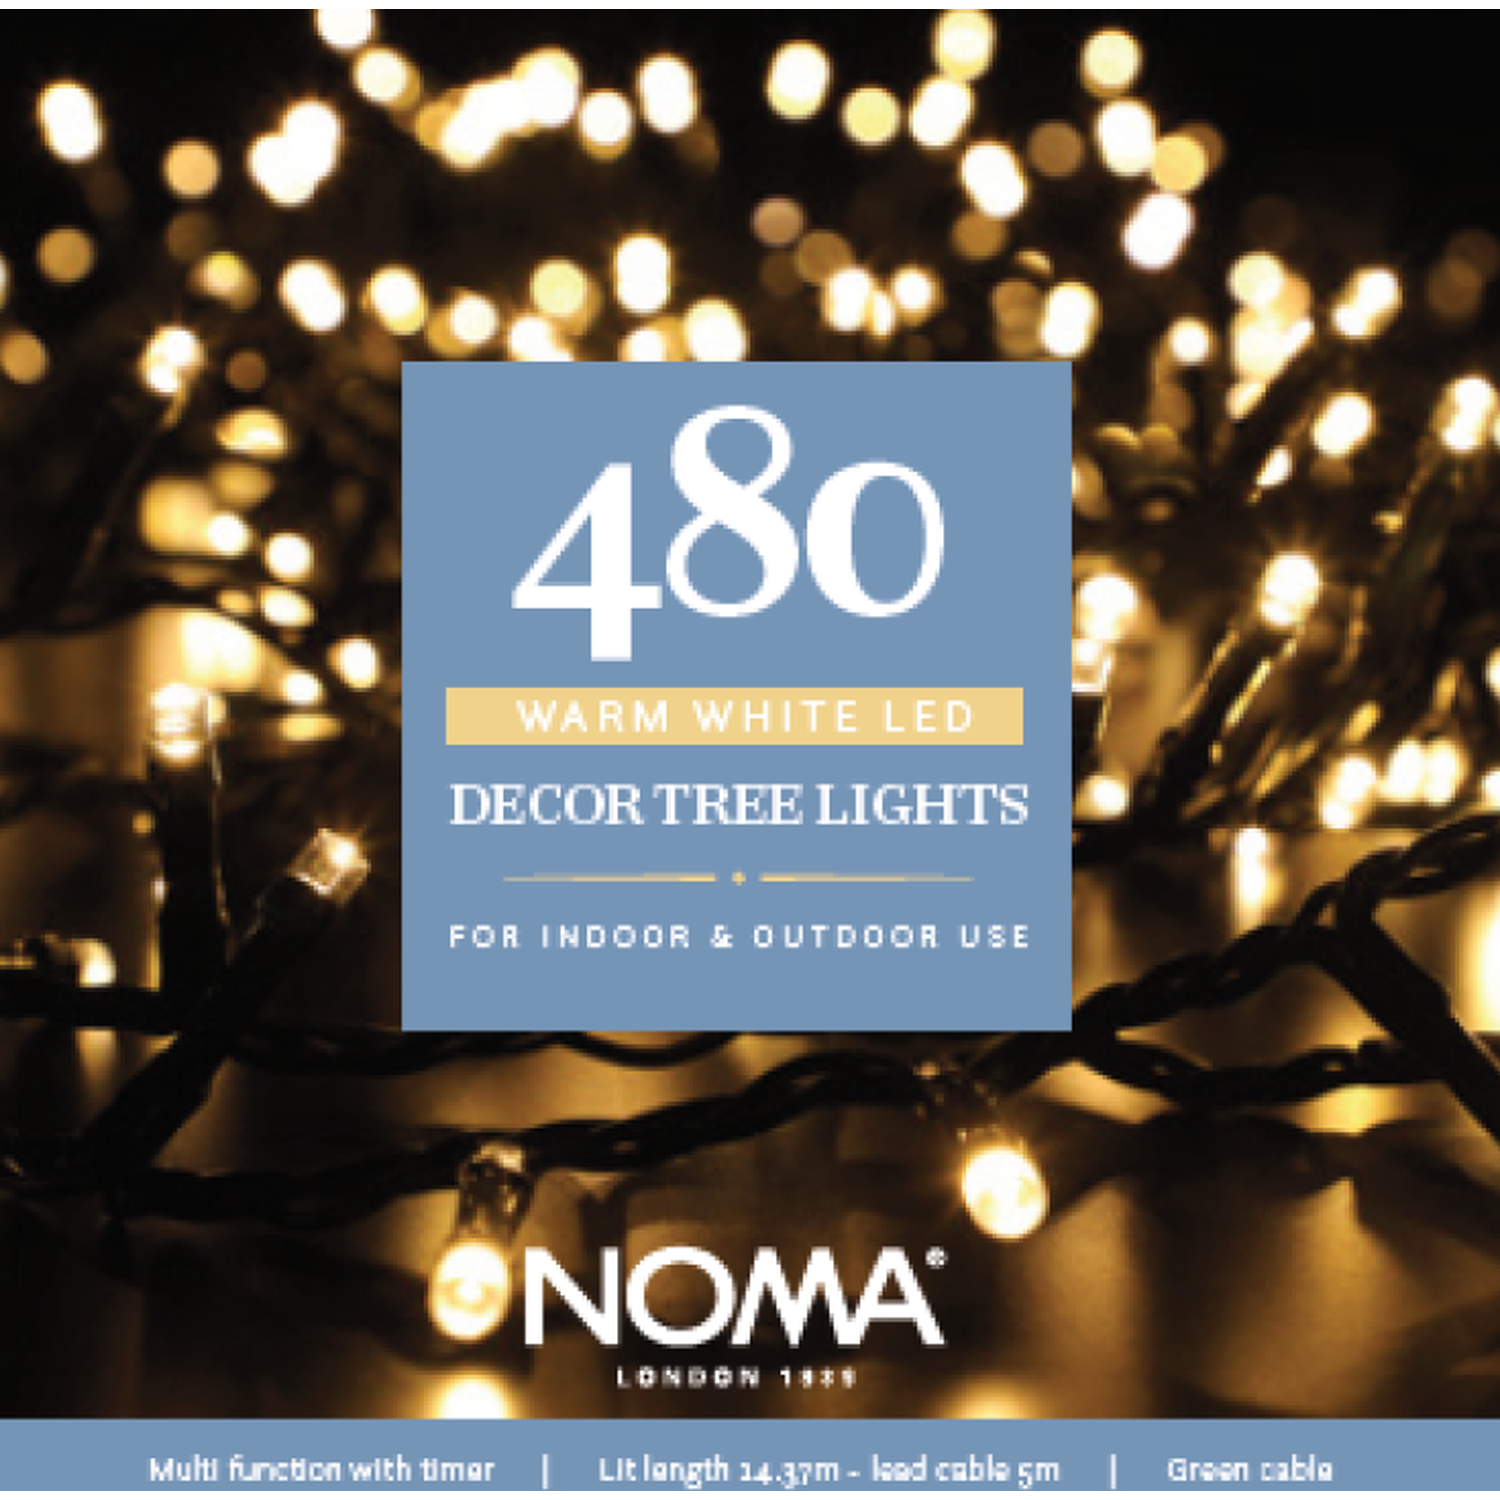 480
WARM WHITE LED
DECOR TREE LIGHTS
FOR INDOOR & OUTDOOR USE
NOMA®
LONDON 1939
Multi function with timer | Lit length 14.37m - lead cable 5m | Green cable